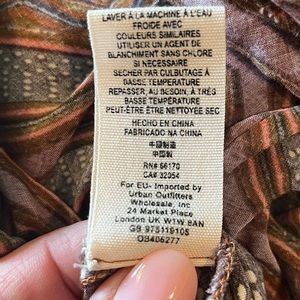 LAVER À LA MACHINE À L'EAU
FROIDE AVEC
COULEURS SIMILAIRES
UTILISER UN AGENT DE
BLANCHIMENT SANS CHLORE
SI NECESSAIRE
SECHER PAR CULBUTAGE À
BASSE TEMPÉRATURE
REPASSER, AU BESOIN, À TRÈS
BASSE TEMPÉRATURE
PEUT-ÊTRE ÊTRE NETTOYÉE SEC
HECHO EN CHINA
FABRICADO NA CHINA
中國制造
中国製
RN# 66170
CA# 32054
For EU- Imported by
Urban Outfitters
Wholesale, Inc
24 Market Place
London UK W1W 8AN
GB 975119105
OB406277